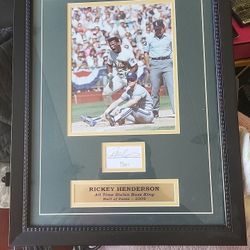 RICKEY HENDERSON
All Time Stolen Base King
Hall of Fame - 2009